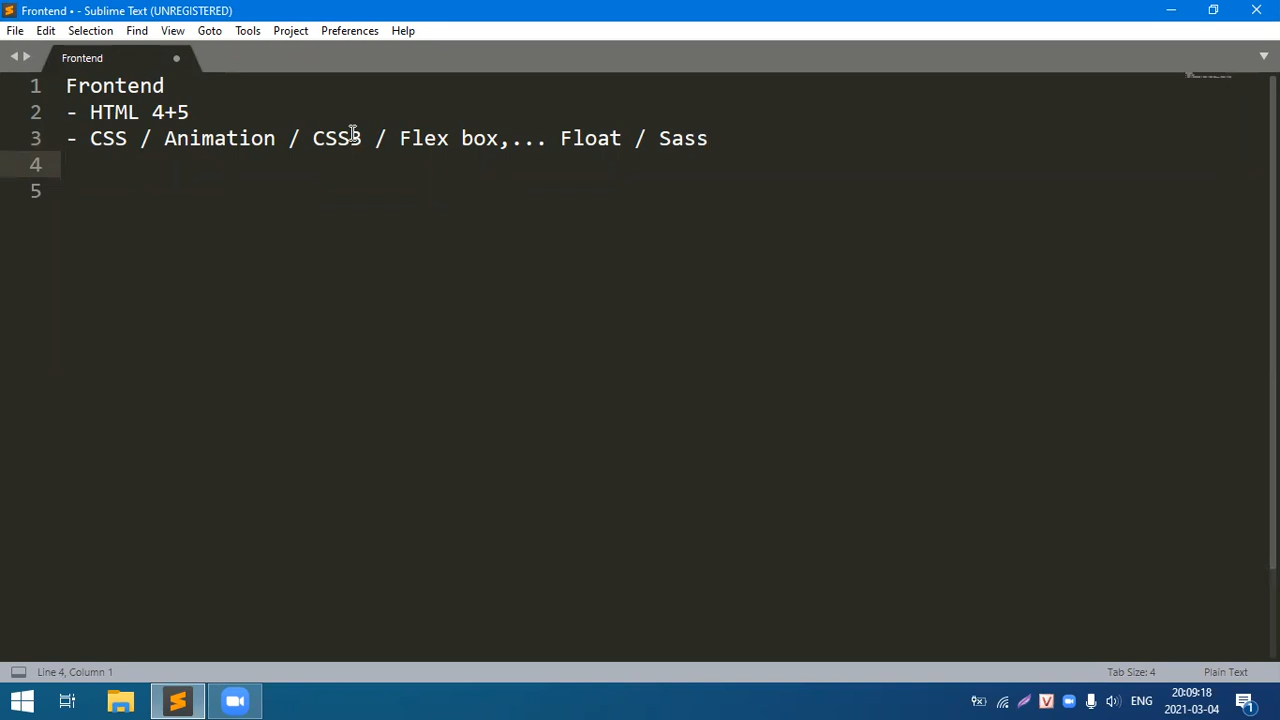 Frontend • - Sublime Text (UNREGISTERED)
File Edit Selection Find View Goto Tools Project Preferences Help
Frontend
1 Frontend
2 - HTML 4+5
3 - CSS / Animation / CSS3 / Flex box,... Float / Sass
4
5
Line 4, Column 1 Tab Size: 4 Plain Text
ENG 20:09:18
2021-03-04 1